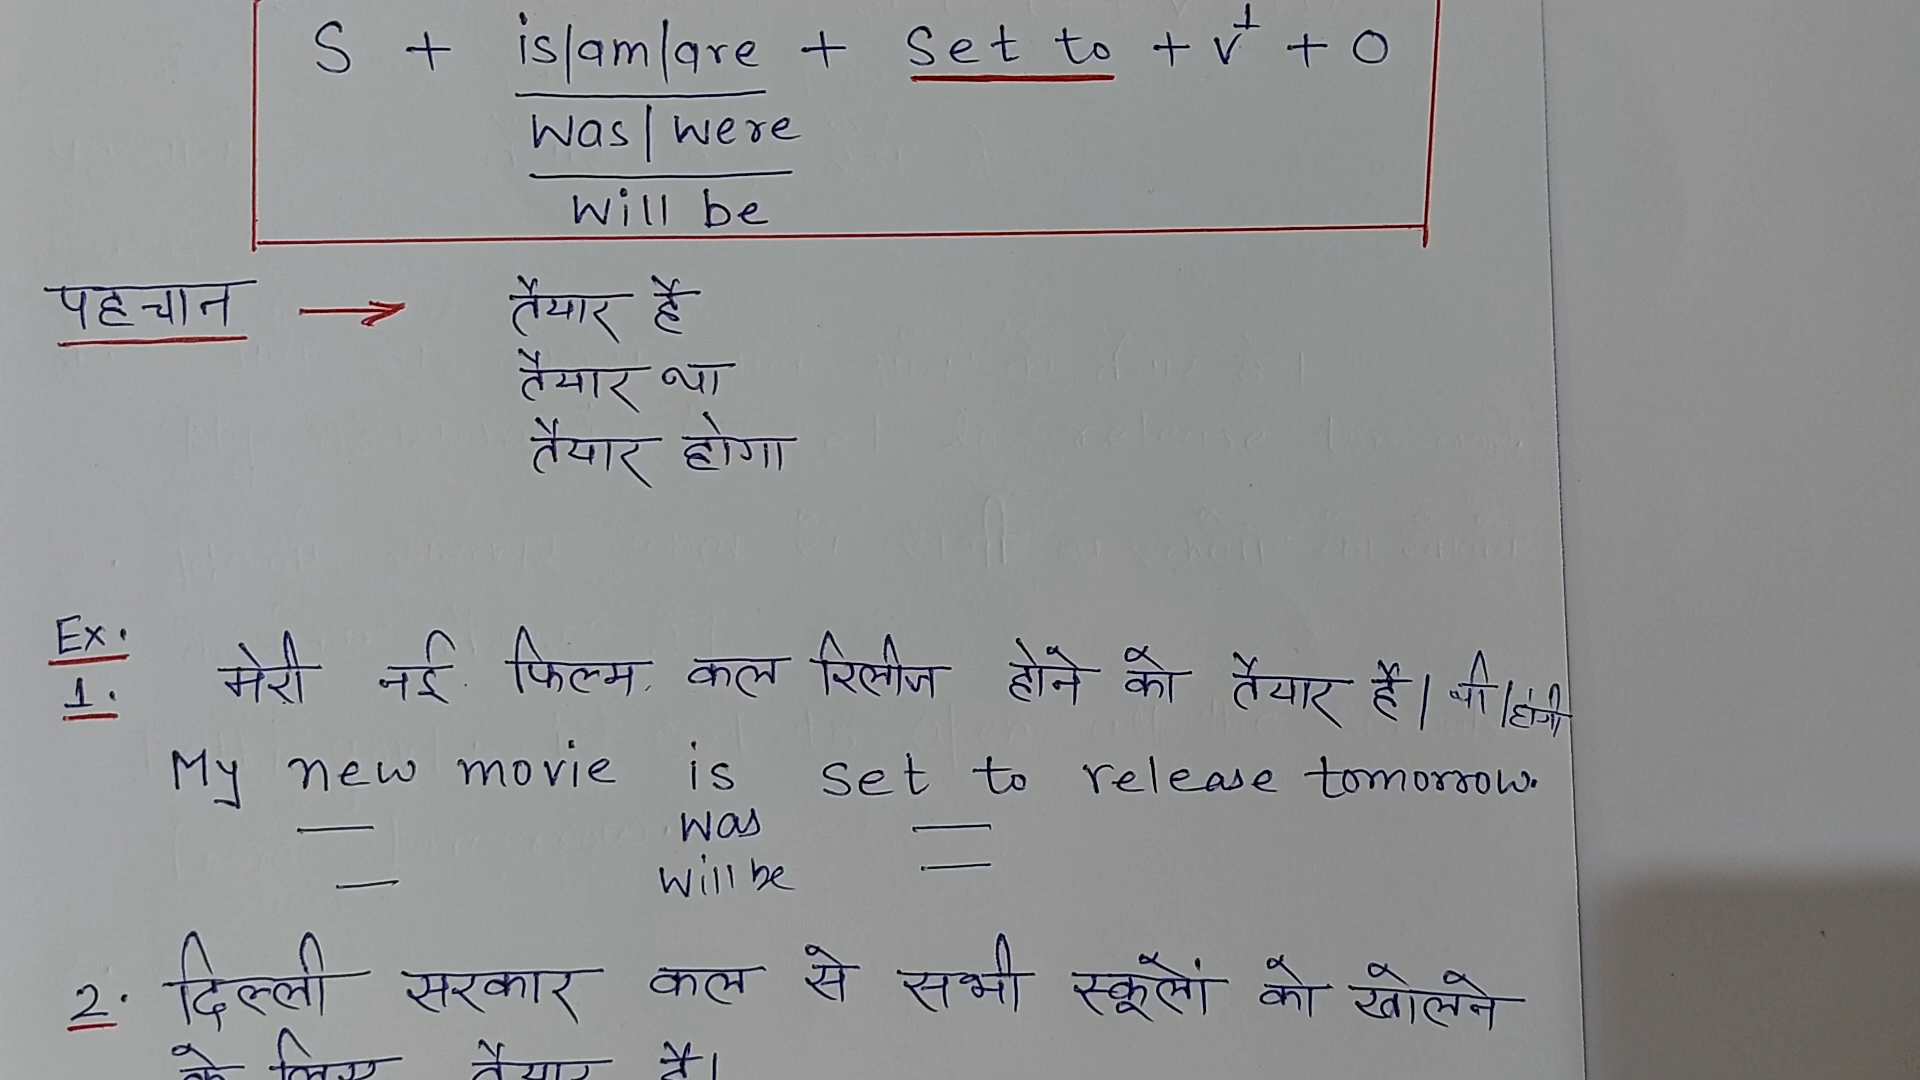 S + is/am/are + set to + V¹ + O
was/were
will be
पहचान → तैयार है
तैयार था
तैयार होगा
Ex.
1. मेरी नई फिल्म कल रिलीज होने को तैयार है। थी/होगी
My new movie is set to release tomorrow.
— was —
— will be —
2. दिल्ली सरकार कल से सभी स्कूलों को खोलने
के लिए तैयार है।